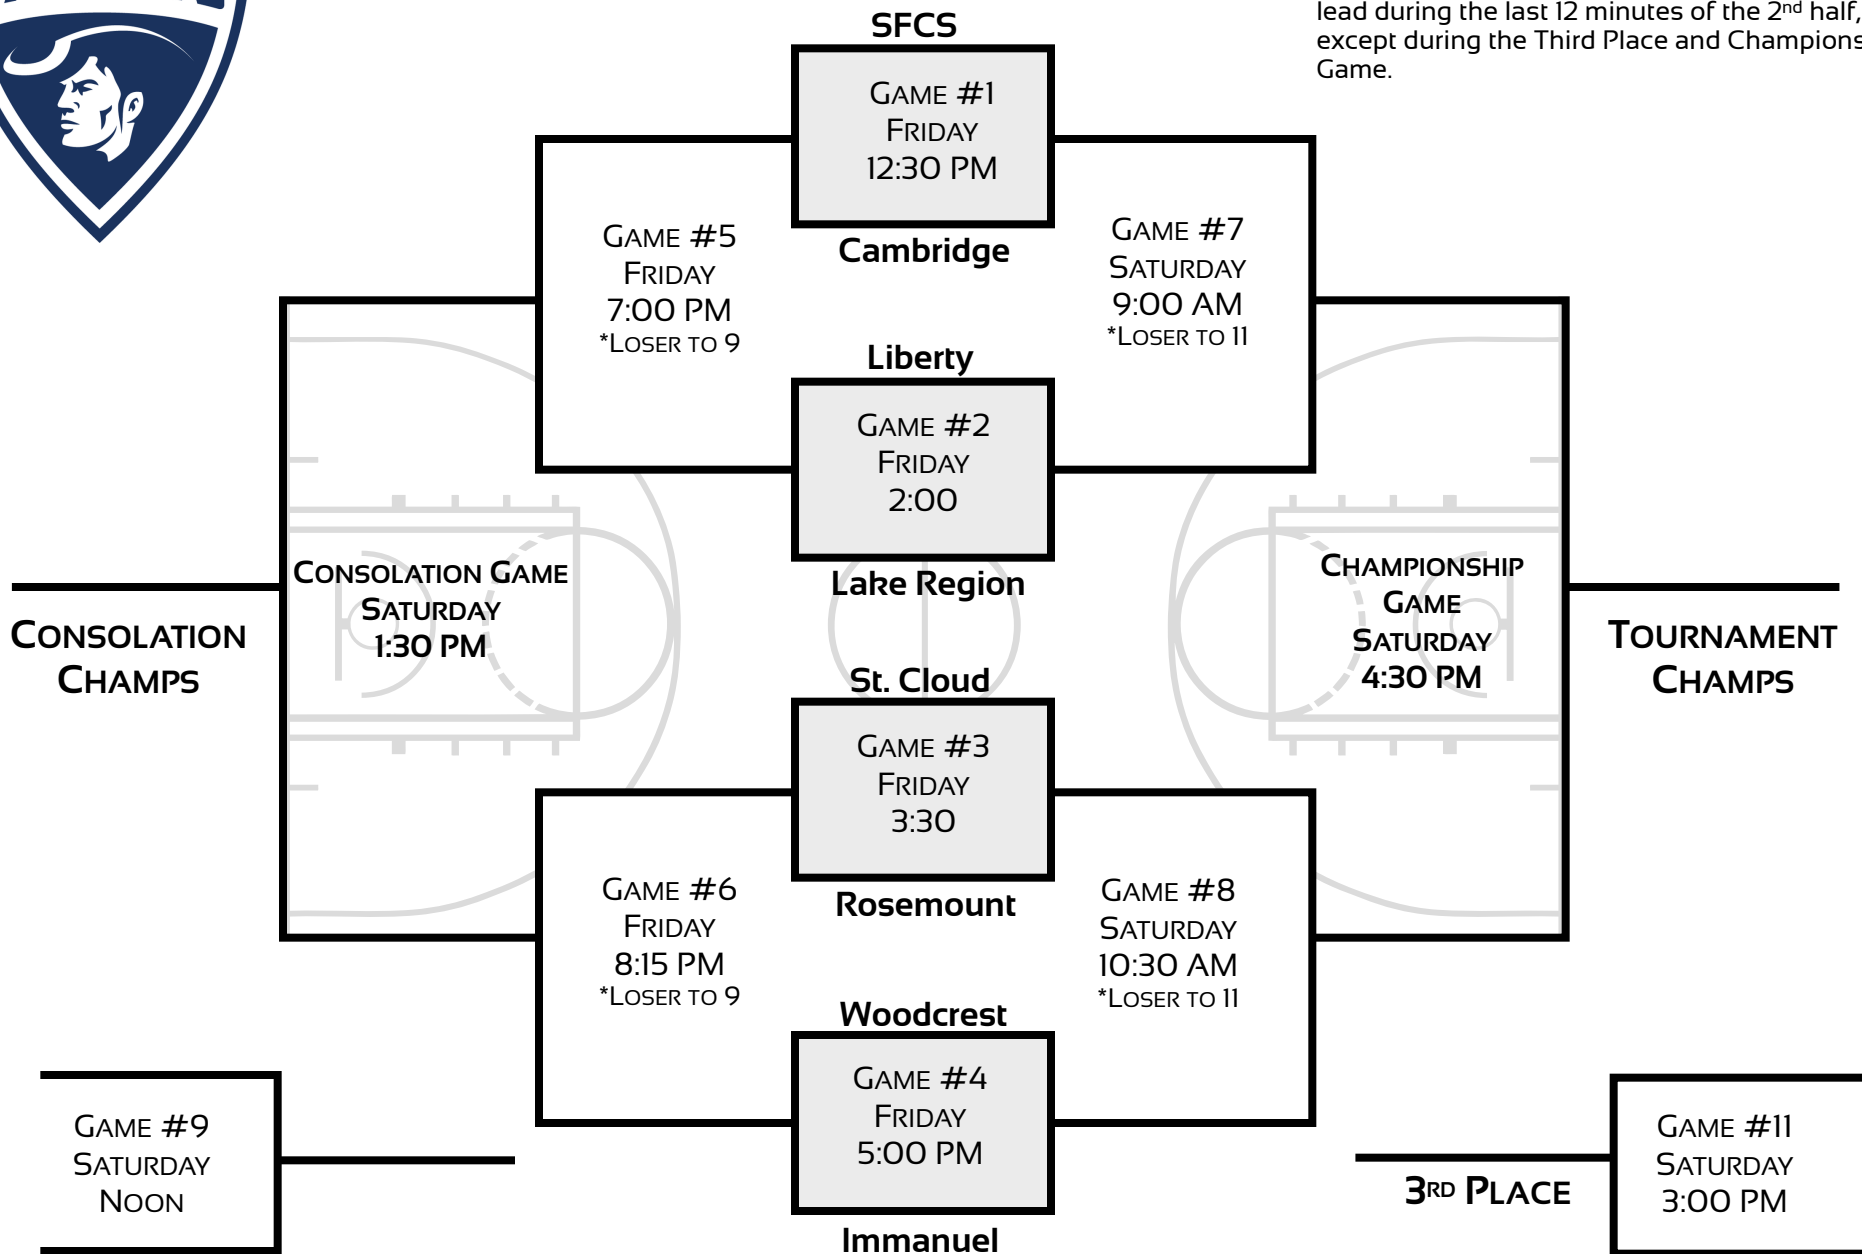 lead during the last 12 minutes of the 2nd half,
except during the Third Place and Champions
Game.
SFCS
GAME #1
FRIDAY
12:30 PM
Cambridge
GAME #5
FRIDAY
7:00 PM
*LOSER TO 9
GAME #7
SATURDAY
9:00 AM
*LOSER TO 11
Liberty
GAME #2
FRIDAY
2:00
Lake Region
CONSOLATION GAME
SATURDAY
1:30 PM
CHAMPIONSHIP
GAME
SATURDAY
4:30 PM
CONSOLATION
CHAMPS
TOURNAMENT
CHAMPS
St. Cloud
GAME #3
FRIDAY
3:30
Rosemount
GAME #6
FRIDAY
8:15 PM
*LOSER TO 9
GAME #8
SATURDAY
10:30 AM
*LOSER TO 11
Woodcrest
GAME #4
FRIDAY
5:00 PM
Immanuel
GAME #9
SATURDAY
NOON
3RD PLACE
GAME #11
SATURDAY
3:00 PM